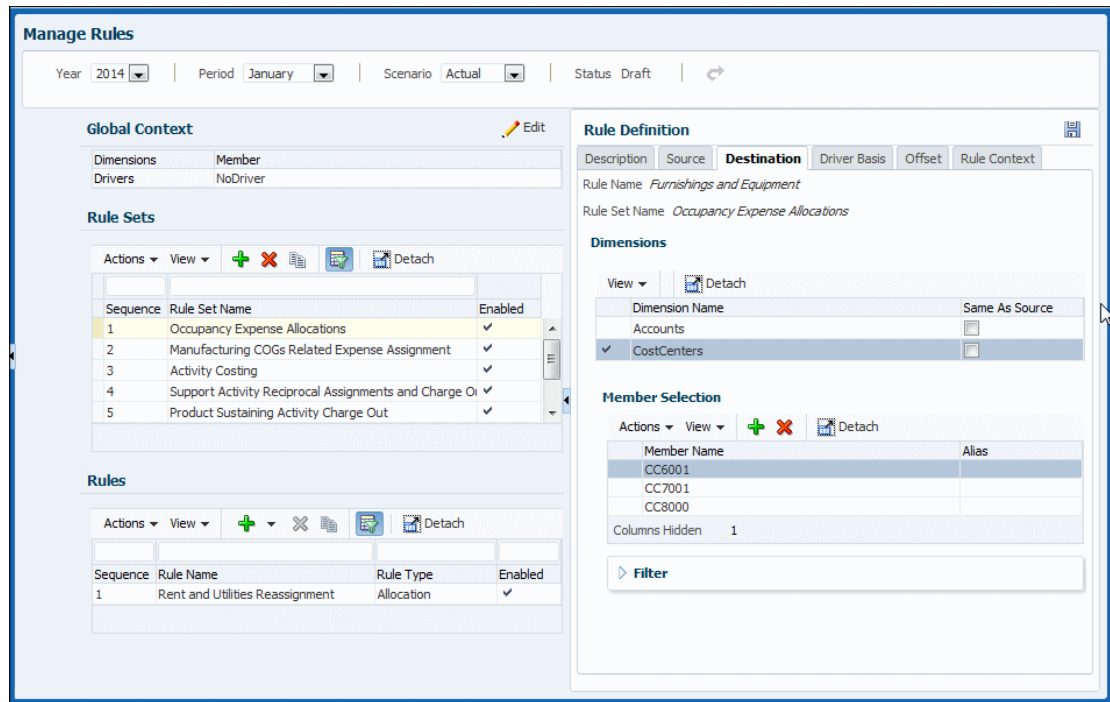 Manage Rules
Year 2014 Period January Scenario Actual Status Draft
Global Context Edit
Dimensions Member
Drivers NoDriver
Rule Sets
Actions View Detach
Sequence Rule Set Name Enabled
1 Occupancy Expense Allocations
2 Manufacturing COGs Related Expense Assignment
3 Activity Costing
4 Support Activity Reciprocal Assignments and Charge Ou
5 Product Sustaining Activity Charge Out
Rules
Actions View Detach
Sequence Rule Name Rule Type Enabled
1 Rent and Utilities Reassignment Allocation
Rule Definition
Description Source Destination Driver Basis Offset Rule Context
Rule Name Furnishings and Equipment
Rule Set Name Occupancy Expense Allocations
Dimensions
View Detach
Dimension Name Same As Source
Accounts
CostCenters
Member Selection
Actions View Detach
Member Name Alias
CC6001
CC7001
CC8000
Columns Hidden 1
Filter